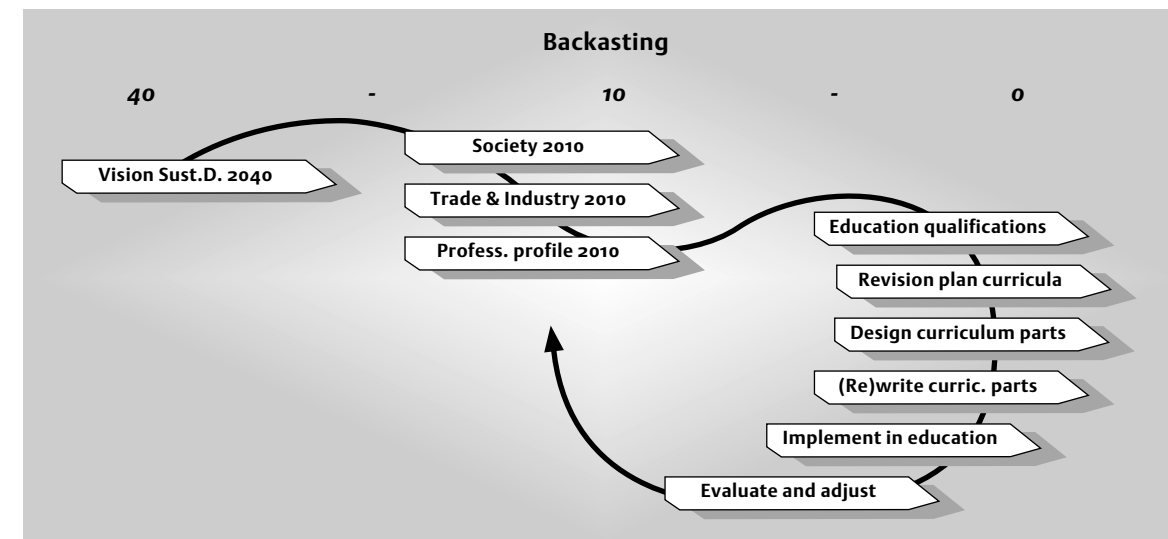 Backasting
40 - 10 - 0
Society 2010
Vision Sust.D. 2040
Trade & Industry 2010
Profess. profile 2010
Education qualifications
Revision plan curricula
Design curriculum parts
(Re)write curric. parts
Implement in education
Evaluate and adjust